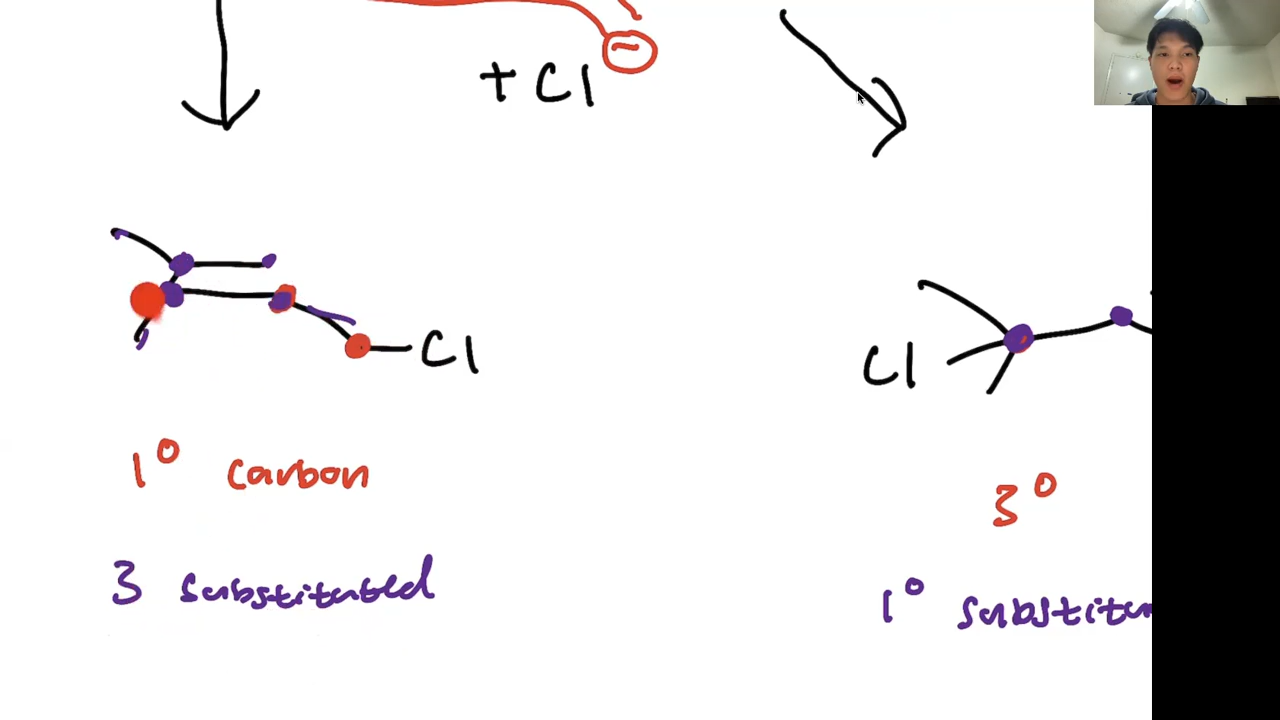 + Cl⊖
Cl
Cl
1° carbon
3°
3 substituted
1° substitu